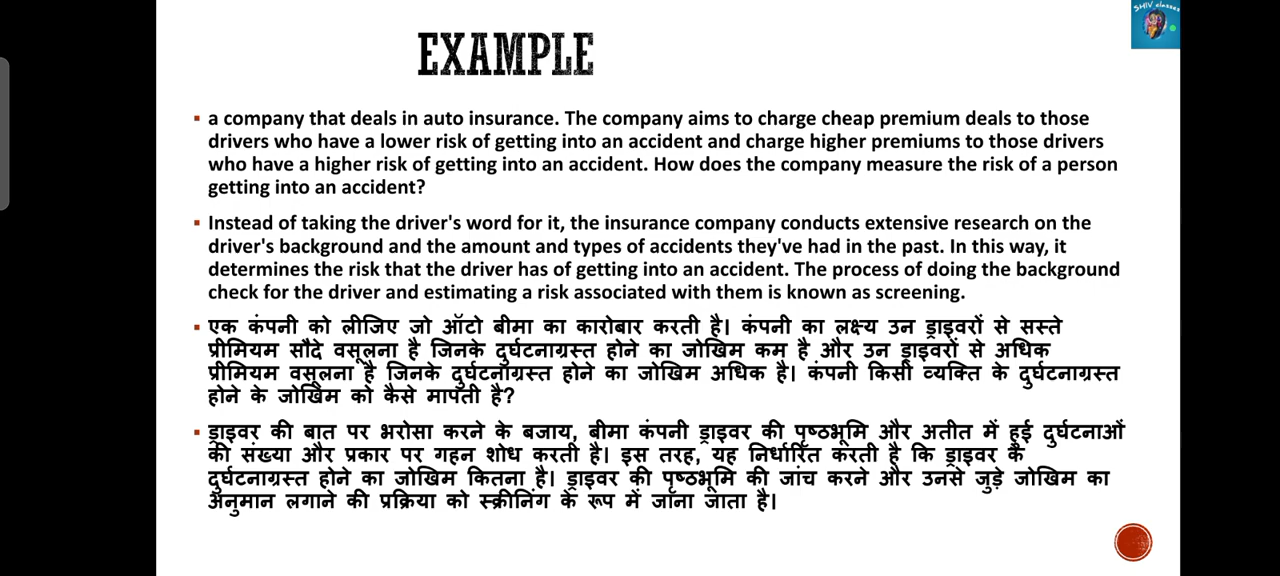 SHIV classes
EXAMPLE
▪ a company that deals in auto insurance. The company aims to charge cheap premium deals to those
drivers who have a lower risk of getting into an accident and charge higher premiums to those drivers
who have a higher risk of getting into an accident. How does the company measure the risk of a person
getting into an accident?
▪ Instead of taking the driver's word for it, the insurance company conducts extensive research on the
driver's background and the amount and types of accidents they've had in the past. In this way, it
determines the risk that the driver has of getting into an accident. The process of doing the background
check for the driver and estimating a risk associated with them is known as screening.
▪ एक कंपनी को लीजिए जो ऑटो बीमा का कारोबार करती है। कंपनी का लक्ष्य उन ड्राइवरों से सस्ते
प्रीमियम सौदे वसूलना है जिनके दुर्घटनाग्रस्त होने का जोखिम कम है और उन ड्राइवरों से अधिक
प्रीमियम वसूलना है जिनके दुर्घटनाग्रस्त होने का जोखिम अधिक है। कंपनी किसी व्यक्ति के दुर्घटनाग्रस्त
होने के जोखिम को कैसे मापती है?
▪ ड्राइवर की बात पर भरोसा करने के बजाय, बीमा कंपनी ड्राइवर की पृष्ठभूमि और अतीत में हुई दुर्घटनाओं
की संख्या और प्रकार पर गहन शोध करती है। इस तरह, यह निर्धारित करती है कि ड्राइवर के
दुर्घटनाग्रस्त होने का जोखिम कितना है। ड्राइवर की पृष्ठभूमि की जांच करने और उनसे जुड़े जोखिम का
अनुमान लगाने की प्रक्रिया को स्क्रीनिंग के रूप में जाना जाता है।